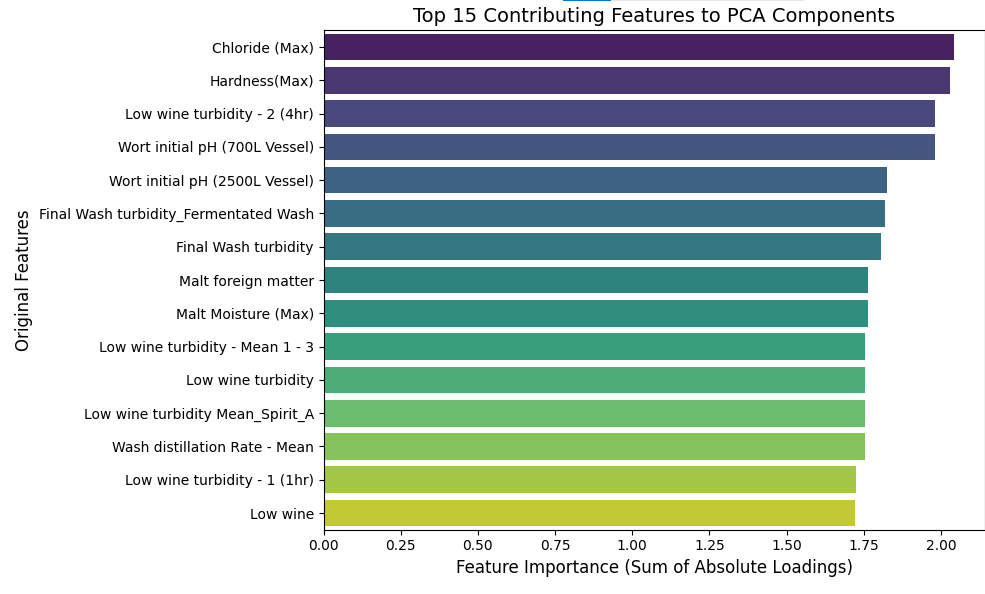 Top 15 Contributing Features to PCA Components
Chloride (Max)
Hardness(Max)
Low wine turbidity - 2 (4hr)
Wort initial pH (700L Vessel)
Wort initial pH (2500L Vessel)
Final Wash turbidity_Fermentated Wash
Final Wash turbidity
Malt foreign matter
Malt Moisture (Max)
Low wine turbidity - Mean 1 - 3
Low wine turbidity
Low wine turbidity Mean_Spirit_A
Wash distillation Rate - Mean
Low wine turbidity - 1 (1hr)
Low wine
Original Features
0.00 0.25 0.50 0.75 1.00 1.25 1.50 1.75 2.00
Feature Importance (Sum of Absolute Loadings)